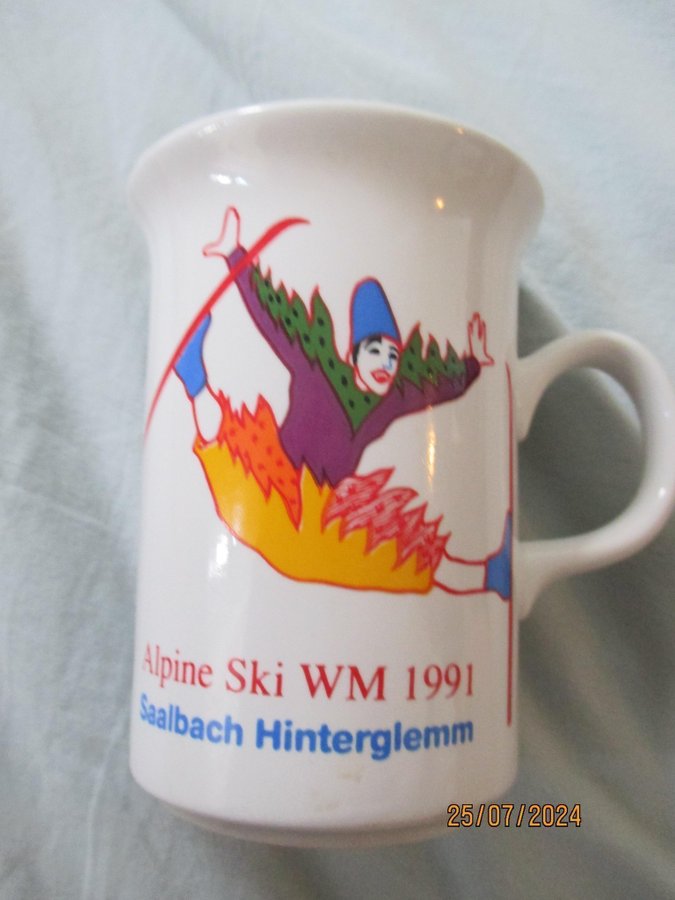 Alpine Ski WM 1991
Saalbach Hinterglemm
25/07/2024